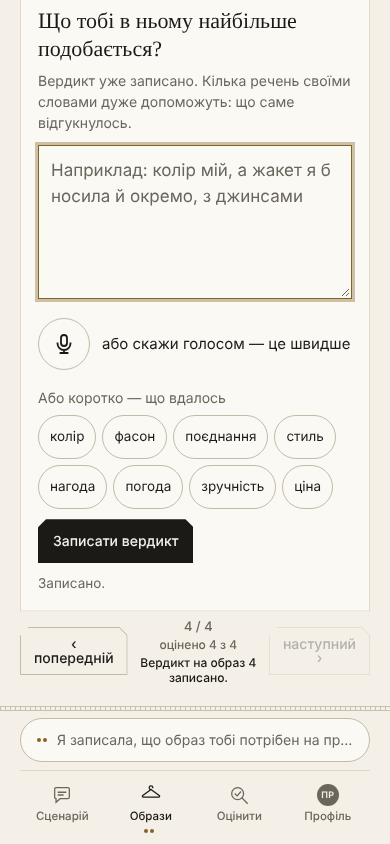 Що тобі в ньому найбільше
подобається?
Вердикт уже записано. Кілька речень своїми
словами дуже допоможуть: що саме
відгукнулось.
Наприклад: колір мій, а жакет я б
носила й окремо, з джинсами
або скажи голосом — це швидше
Або коротко — що вдалось
колір фасон поєднання стиль
нагода погода зручність ціна
Записати вердикт
Записано.
‹ попередній
4 / 4
оцінено 4 з 4
Вердикт на образ 4
записано.
наступний ›
Я записала, що образ тобі потрібен на пр...
Сценарій Образи Оцінити ПР Профіль